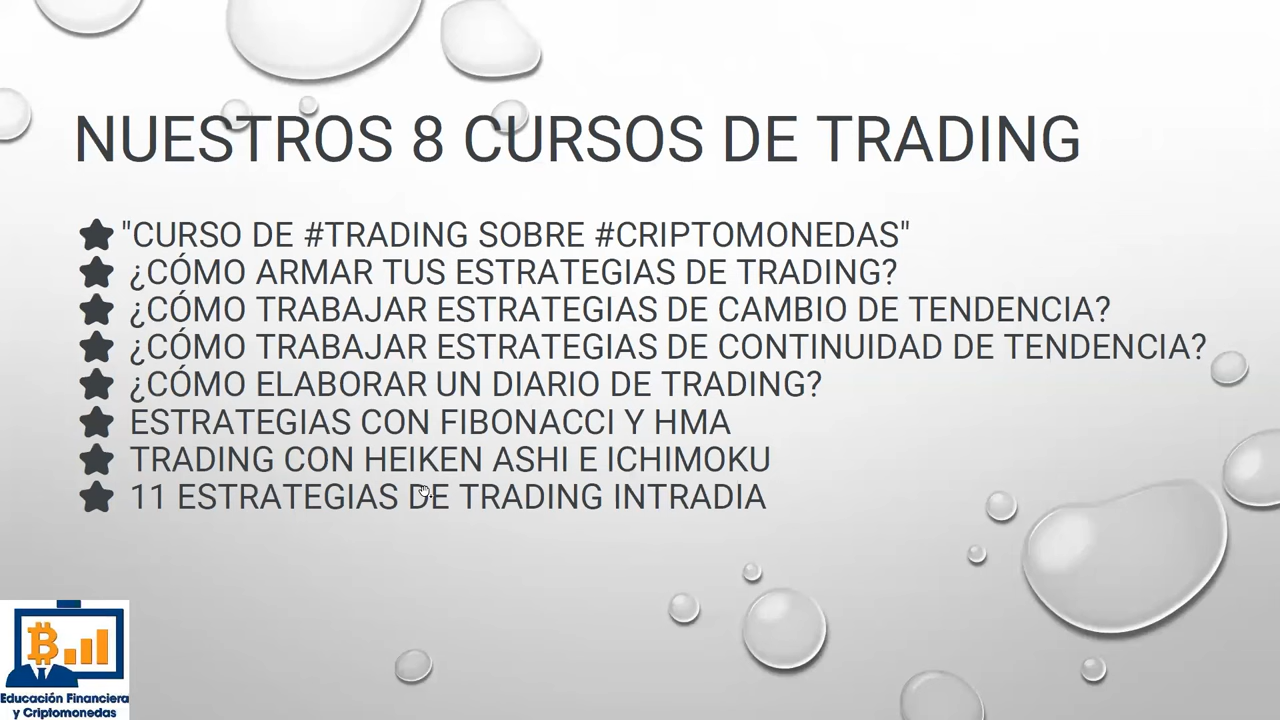 NUESTROS 8 CURSOS DE TRADING
"CURSO DE #TRADING SOBRE #CRIPTOMONEDAS"
¿CÓMO ARMAR TUS ESTRATEGIAS DE TRADING?
¿CÓMO TRABAJAR ESTRATEGIAS DE CAMBIO DE TENDENCIA?
¿CÓMO TRABAJAR ESTRATEGIAS DE CONTINUIDAD DE TENDENCIA?
¿CÓMO ELABORAR UN DIARIO DE TRADING?
ESTRATEGIAS CON FIBONACCI Y HMA
TRADING CON HEIKEN ASHI E ICHIMOKU
11 ESTRATEGIAS DE TRADING INTRADIA
Educación Financiera
y Criptomonedas